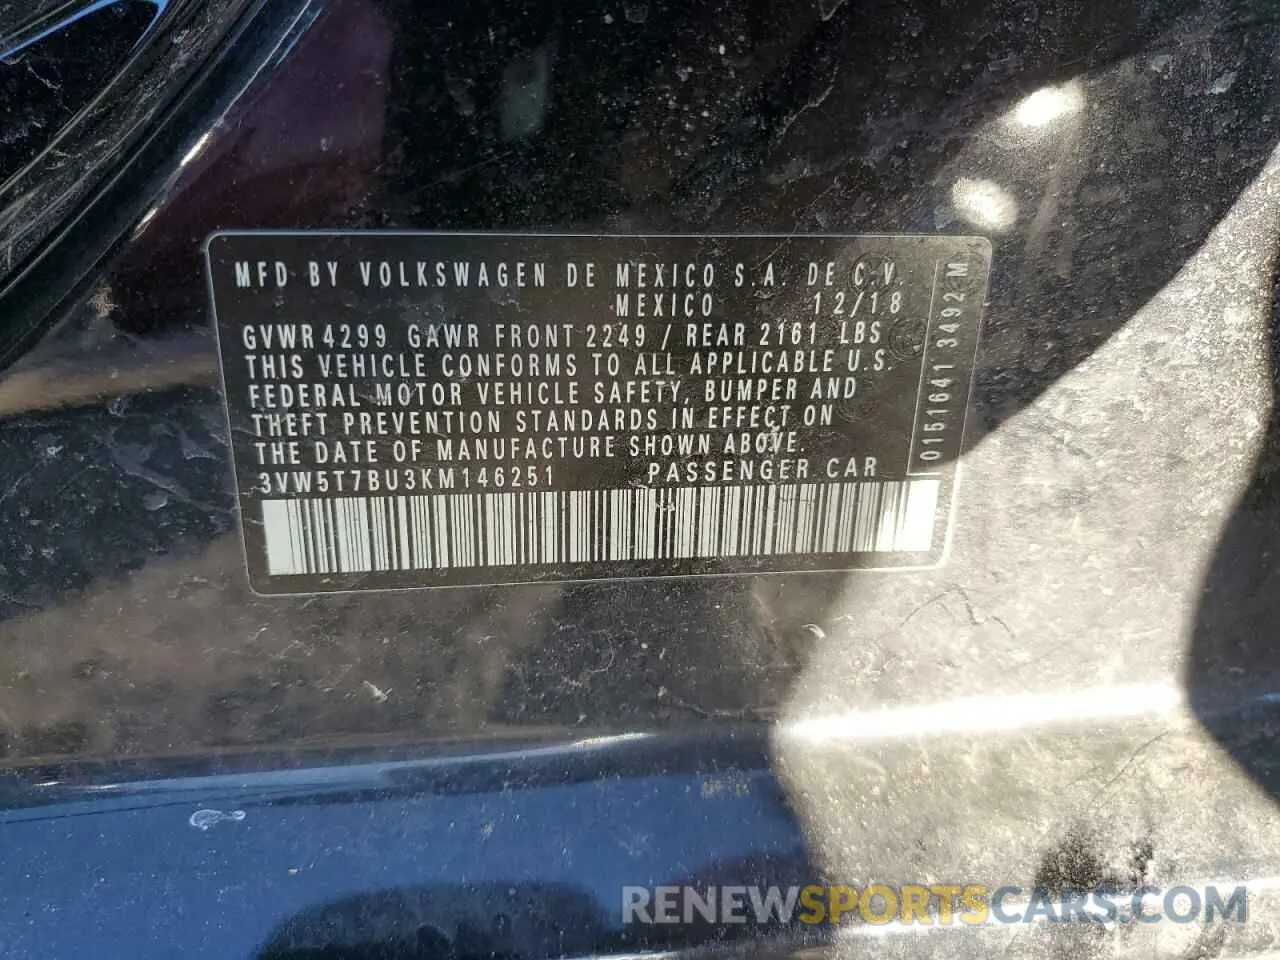 MFD BY VOLKSWAGEN DE MEXICO S.A. DE C.V.
MEXICO 12/18
GVWR 4299 GAWR FRONT 2249 / REAR 2161 LBS
THIS VEHICLE CONFORMS TO ALL APPLICABLE U.S.
FEDERAL MOTOR VEHICLE SAFETY, BUMPER AND
THEFT PREVENTION STANDARDS IN EFFECT ON
THE DATE OF MANUFACTURE SHOWN ABOVE.
3VW5T7BU3KM146251 PASSENGER CAR
0151641 3492 M
RENEWSPORTSCARS.COM